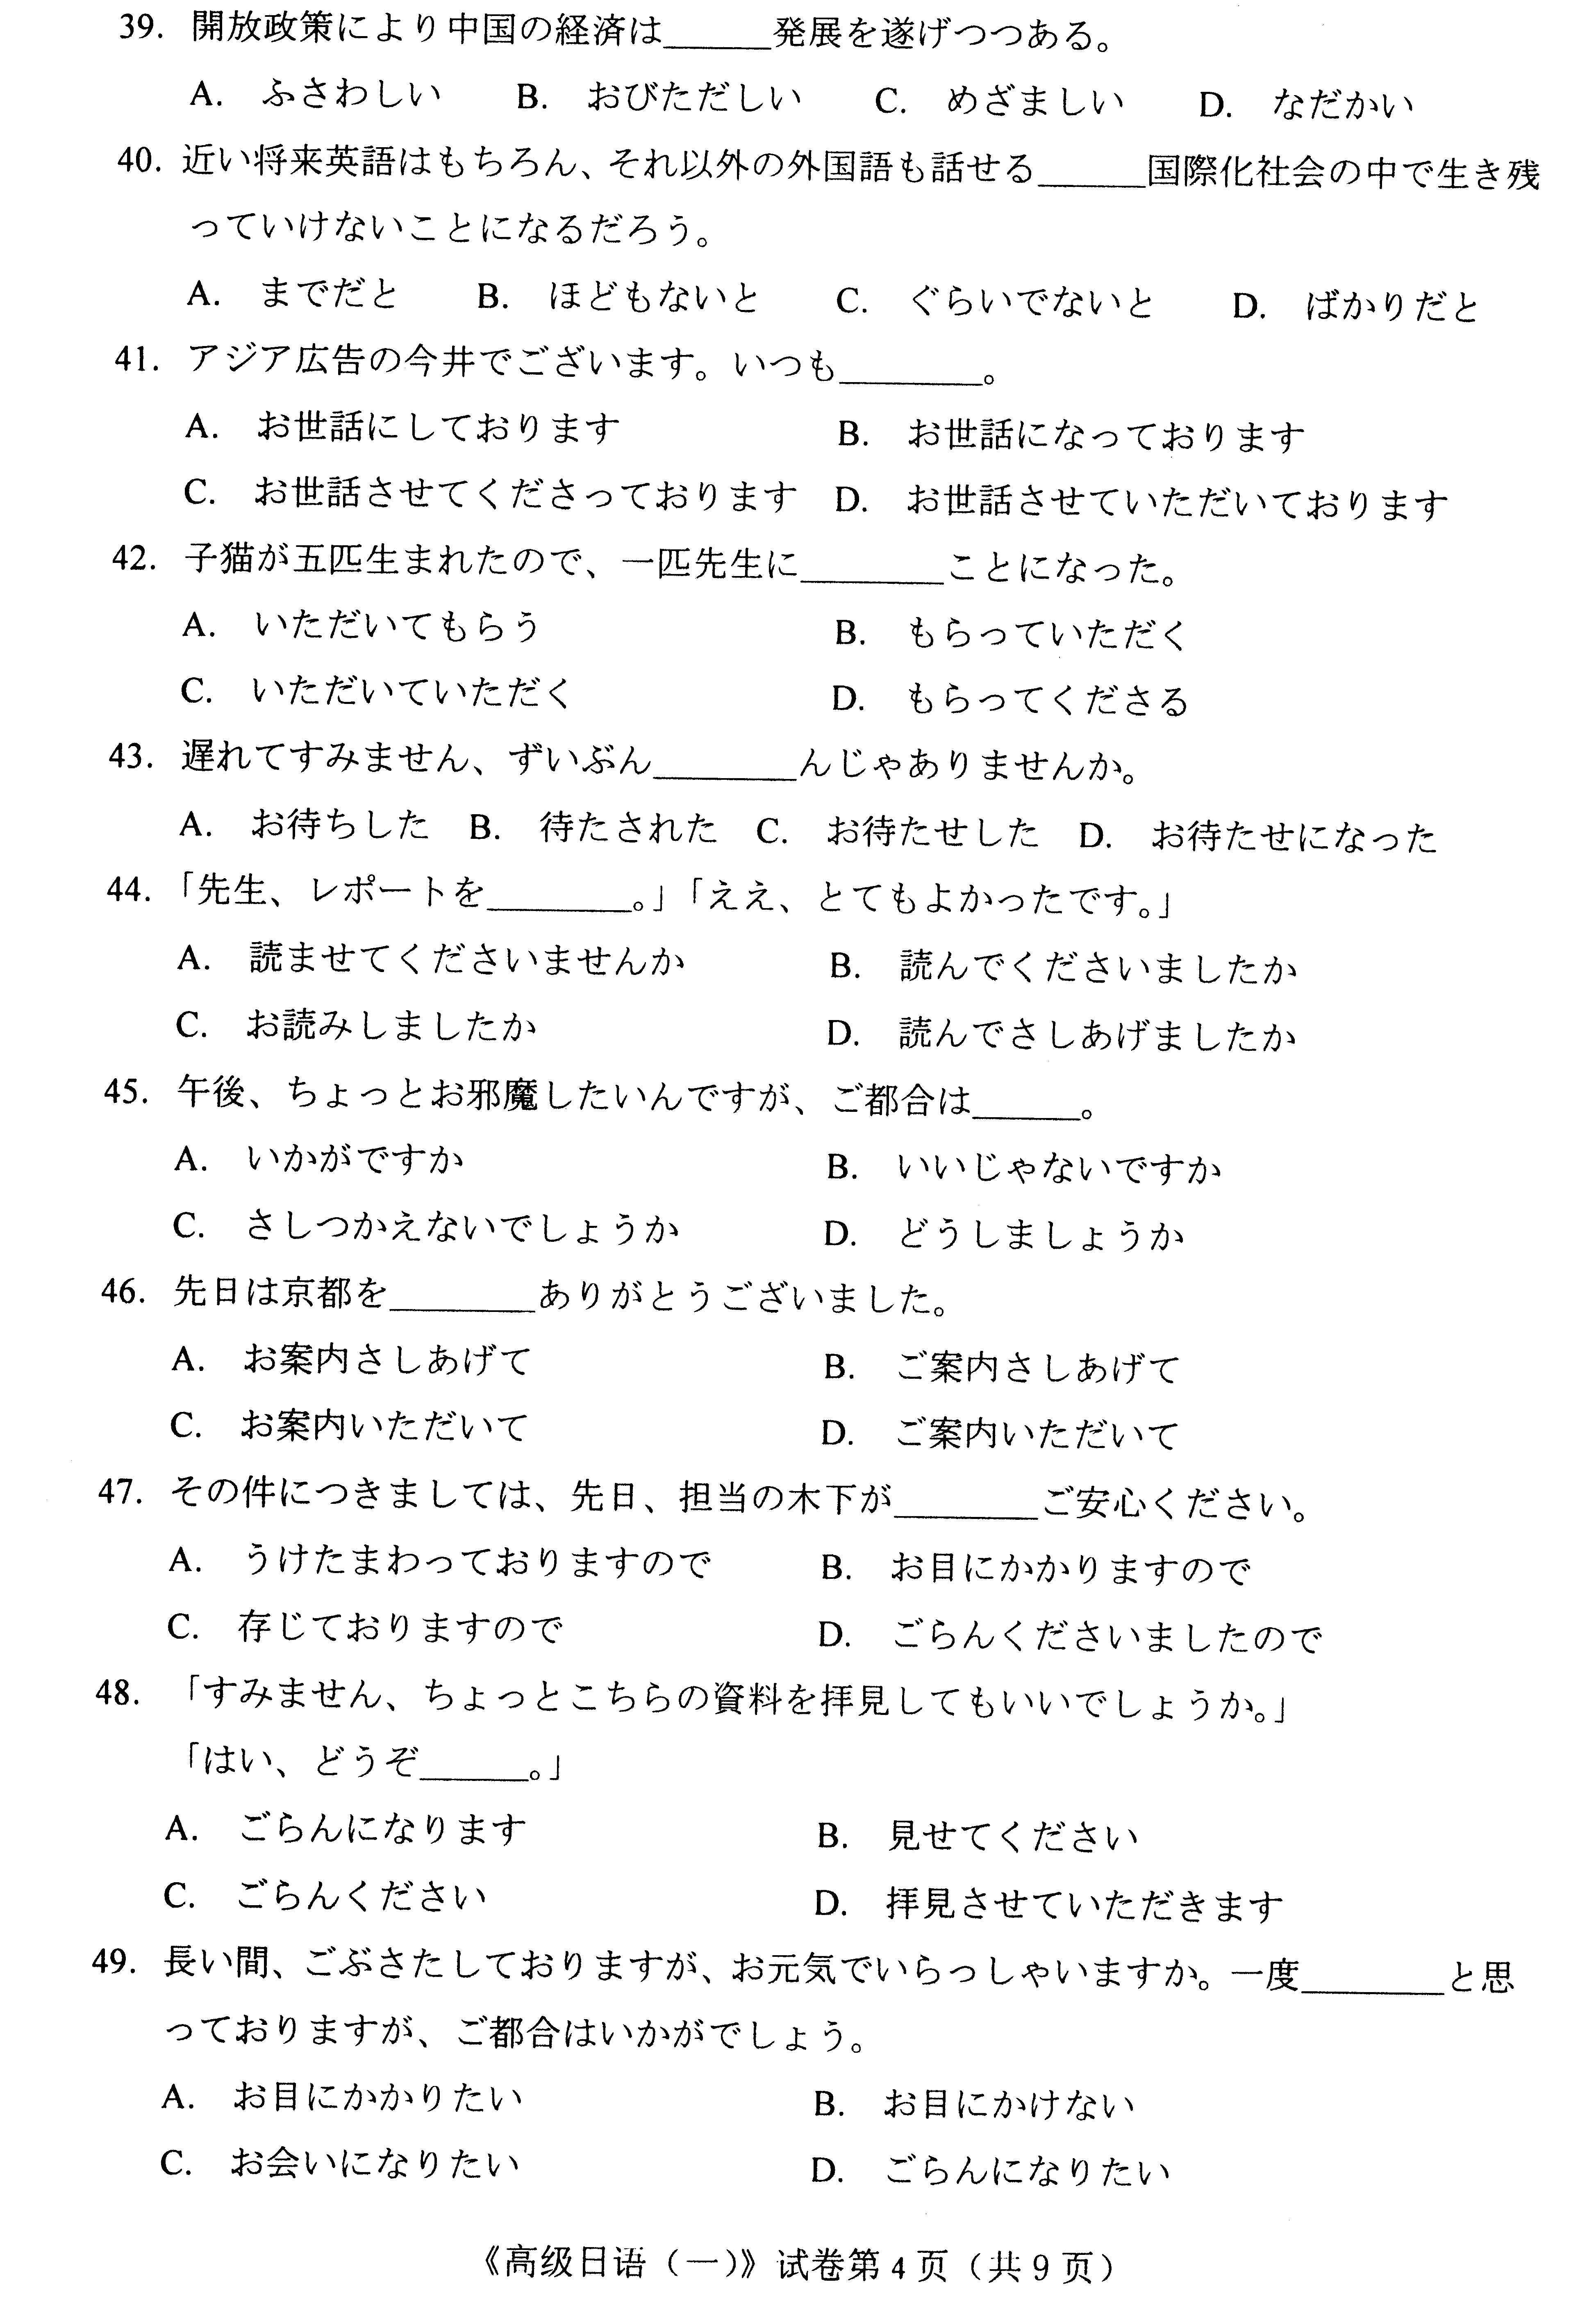 39. 開放政策により中国の経済は______発展を遂げつつある。
A. ふさわしい B. おびただしい C. めざましい D. なだかい
40. 近い将来英語はもちろん、それ以外の外国語も話せる______国際化社会の中で生き残
っていけないことになるだろう。
A. までだと B. ほどもないと C. ぐらいでないと D. ばかりだと
41. アジア広告の今井でございます。いつも________。
A. お世話にしております B. お世話になっております
C. お世話させてくださっております D. お世話させていただいております
42. 子猫が五匹生まれたので、一匹先生に________ことになった。
A. いただいてもらう B. もらっていただく
C. いただいていただく D. もらってくださる
43. 遅れてすみません、ずいぶん________んじゃありませんか。
A. お待ちした B. 待たされた C. お待たせした D. お待たせになった
44. 「先生、レポートを________。」「ええ、とてもよかったです。」
A. 読ませてくださいませんか B. 読んでくださいましたか
C. お読みしましたか D. 読んでさしあげましたか
45. 午後、ちょっとお邪魔したいんですが、ご都合は______。
A. いかがですか B. いいじゃないですか
C. さしつかえないでしょうか D. どうしましょうか
46. 先日は京都を________ありがとうございました。
A. お案内さしあげて B. ご案内さしあげて
C. お案内いただいて D. ご案内いただいて
47. その件につきましては、先日、担当の木下が________ご安心ください。
A. うけたまわっておりますので B. お目にかかりますので
C. 存じておりますので D. ごらんくださいましたので
48. 「すみません、ちょっとこちらの資料を拝見してもいいでしょうか。」
「はい、どうぞ______。」
A. ごらんになります B. 見せてください
C. ごらんください D. 拝見させていただきます
49. 長い間、ごぶさたしておりますが、お元気でいらっしゃいますか。一度________と思
っておりますが、ご都合はいかがでしょう。
A. お目にかかりたい B. お目にかけない
C. お会いになりたい D. ごらんになりたい
《高级日语（一）》试卷第 4 页（共 9 页）